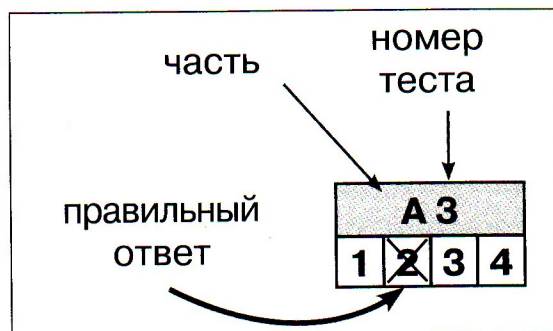 часть
номер
теста
А 3
правильный
ответ
1 2 3 4